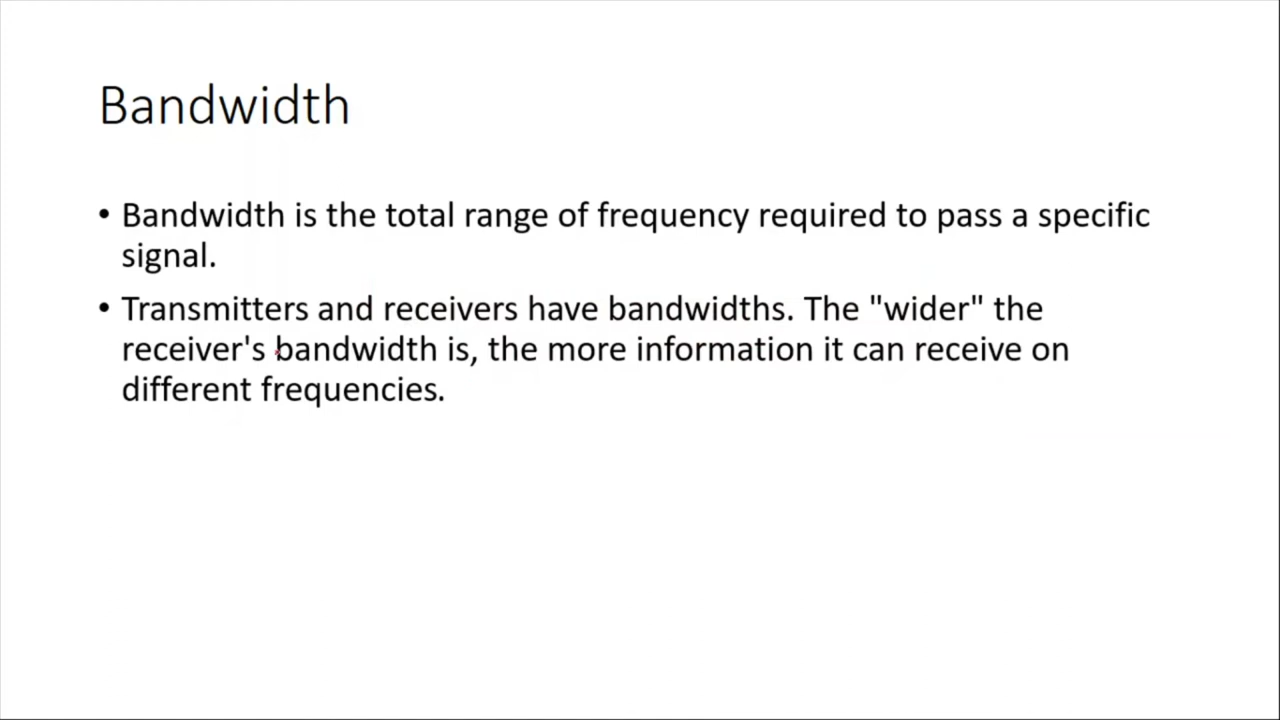 Bandwidth
• Bandwidth is the total range of frequency required to pass a specific
signal.
• Transmitters and receivers have bandwidths. The "wider" the
receiver's bandwidth is, the more information it can receive on
different frequencies.